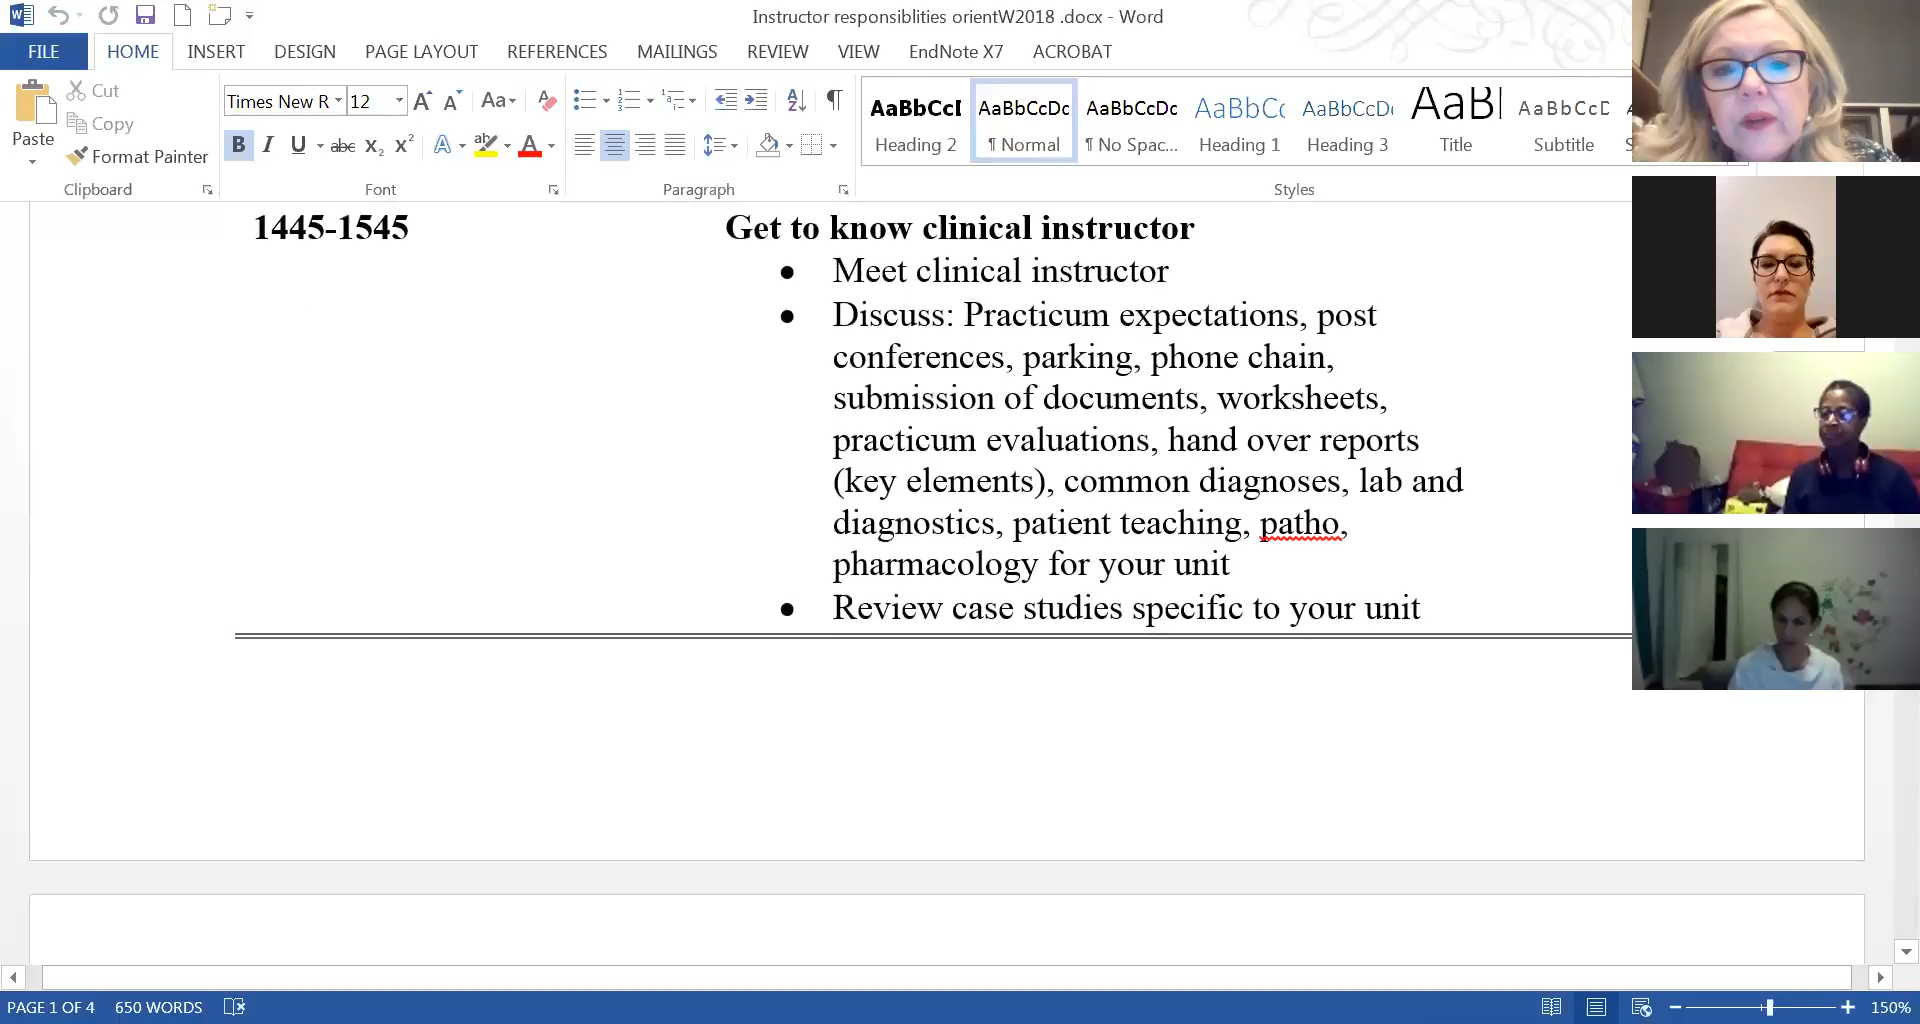 Instructor responsiblities orientW2018 .docx - Word
FILE HOME INSERT DESIGN PAGE LAYOUT REFERENCES MAILINGS REVIEW VIEW EndNote X7 ACROBAT
Paste
Cut
Copy
Format Painter
Clipboard
Times New R 12
Font
Paragraph
AaBbCcI AaBbCcDc AaBbCcDc AaBbCc AaBbCcDc AaB AaBbCcD
Heading 2 ¶ Normal ¶ No Spac... Heading 1 Heading 3 Title Subtitle
Styles
1445-1545 Get to know clinical instructor
• Meet clinical instructor
• Discuss: Practicum expectations, post
conferences, parking, phone chain,
submission of documents, worksheets,
practicum evaluations, hand over reports
(key elements), common diagnoses, lab and
diagnostics, patient teaching, patho,
pharmacology for your unit
• Review case studies specific to your unit
PAGE 1 OF 4 650 WORDS 150%